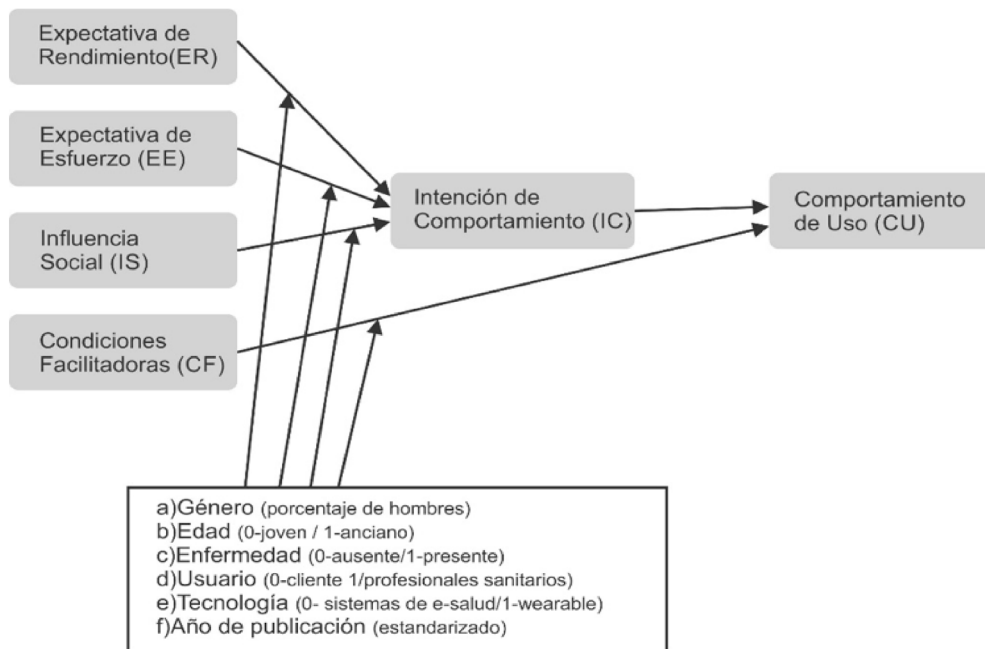 Expectativa de
Rendimiento(ER)
Expectativa de
Esfuerzo (EE)
Influencia
Social (IS)
Condiciones
Facilitadoras (CF)
Intención de
Comportamiento (IC)
Comportamiento
de Uso (CU)
a)Género (porcentaje de hombres)
b)Edad (0-joven / 1-anciano)
c)Enfermedad (0-ausente/1-presente)
d)Usuario (0-cliente 1/profesionales sanitarios)
e)Tecnología (0- sistemas de e-salud/1-wearable)
f)Año de publicación (estandarizado)